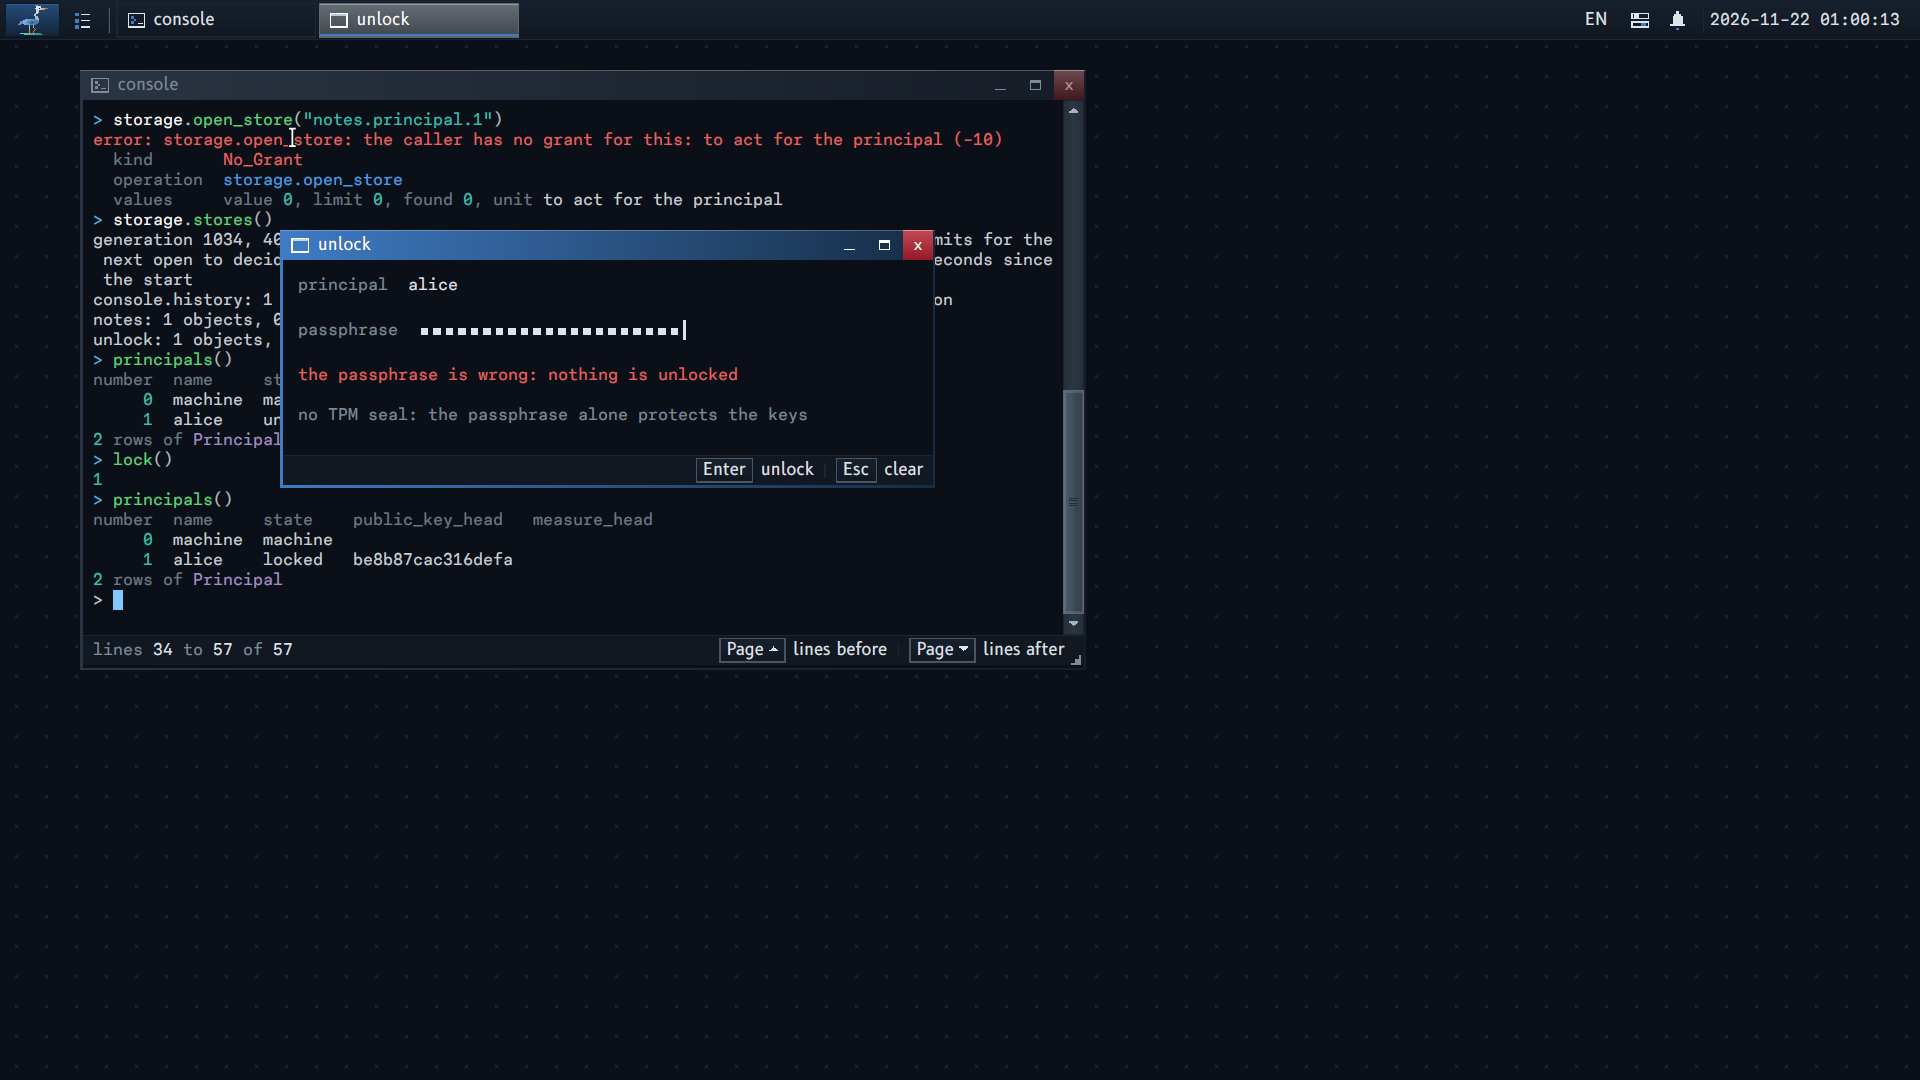 console
unlock
EN
2026-11-22 01:00:13
console
> storage.open_store("notes.principal.1")
error: storage.open_store: the caller has no grant for this: to act for the principal (-10)
kind No_Grant
operation storage.open_store
values value 0, limit 0, found 0, unit to act for the principal
> storage.stores()
generation 1034, 40
mits for the
next open to decid
econds since
the start
console.history: 1
on
notes: 1 objects, 0
unlock: 1 objects,
> principals()
number name st
0 machine ma
1 alice un
2 rows of Principal
> lock()
1
> principals()
number name state public_key_head measure_head
0 machine machine
1 alice locked be8b87cac316defa
2 rows of Principal
>
lines 34 to 57 of 57
Page lines before
Page lines after
unlock
principal alice
passphrase
the passphrase is wrong: nothing is unlocked
no TPM seal: the passphrase alone protects the keys
Enter unlock
Esc clear